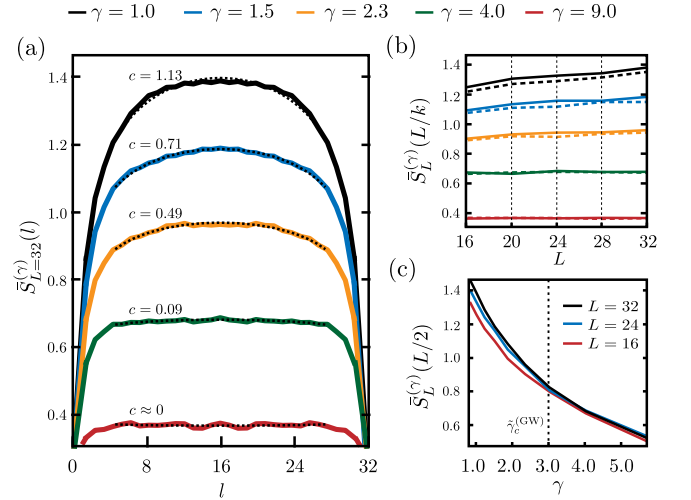 γ = 1.0 γ = 1.5 γ = 2.3 γ = 4.0 γ = 9.0
(a)
S̄_{L=32}^{(γ)}(l)
1.4
1.2
1.0
0.8
0.6
0.4
c = 1.13
c = 0.71
c = 0.49
c = 0.09
c ≈ 0
0 8 16 24 32
l
(b)
S̄_L^{(γ)}(L/k)
1.4
1.2
1.0
0.8
0.6
0.4
16 20 24 28 32
L
(c)
S̄_L^{(γ)}(L/2)
1.4
1.2
1.0
0.8
0.6
L = 32
L = 24
L = 16
γ̃_c^{(GW)}
1.0 2.0 3.0 4.0 5.0
γ